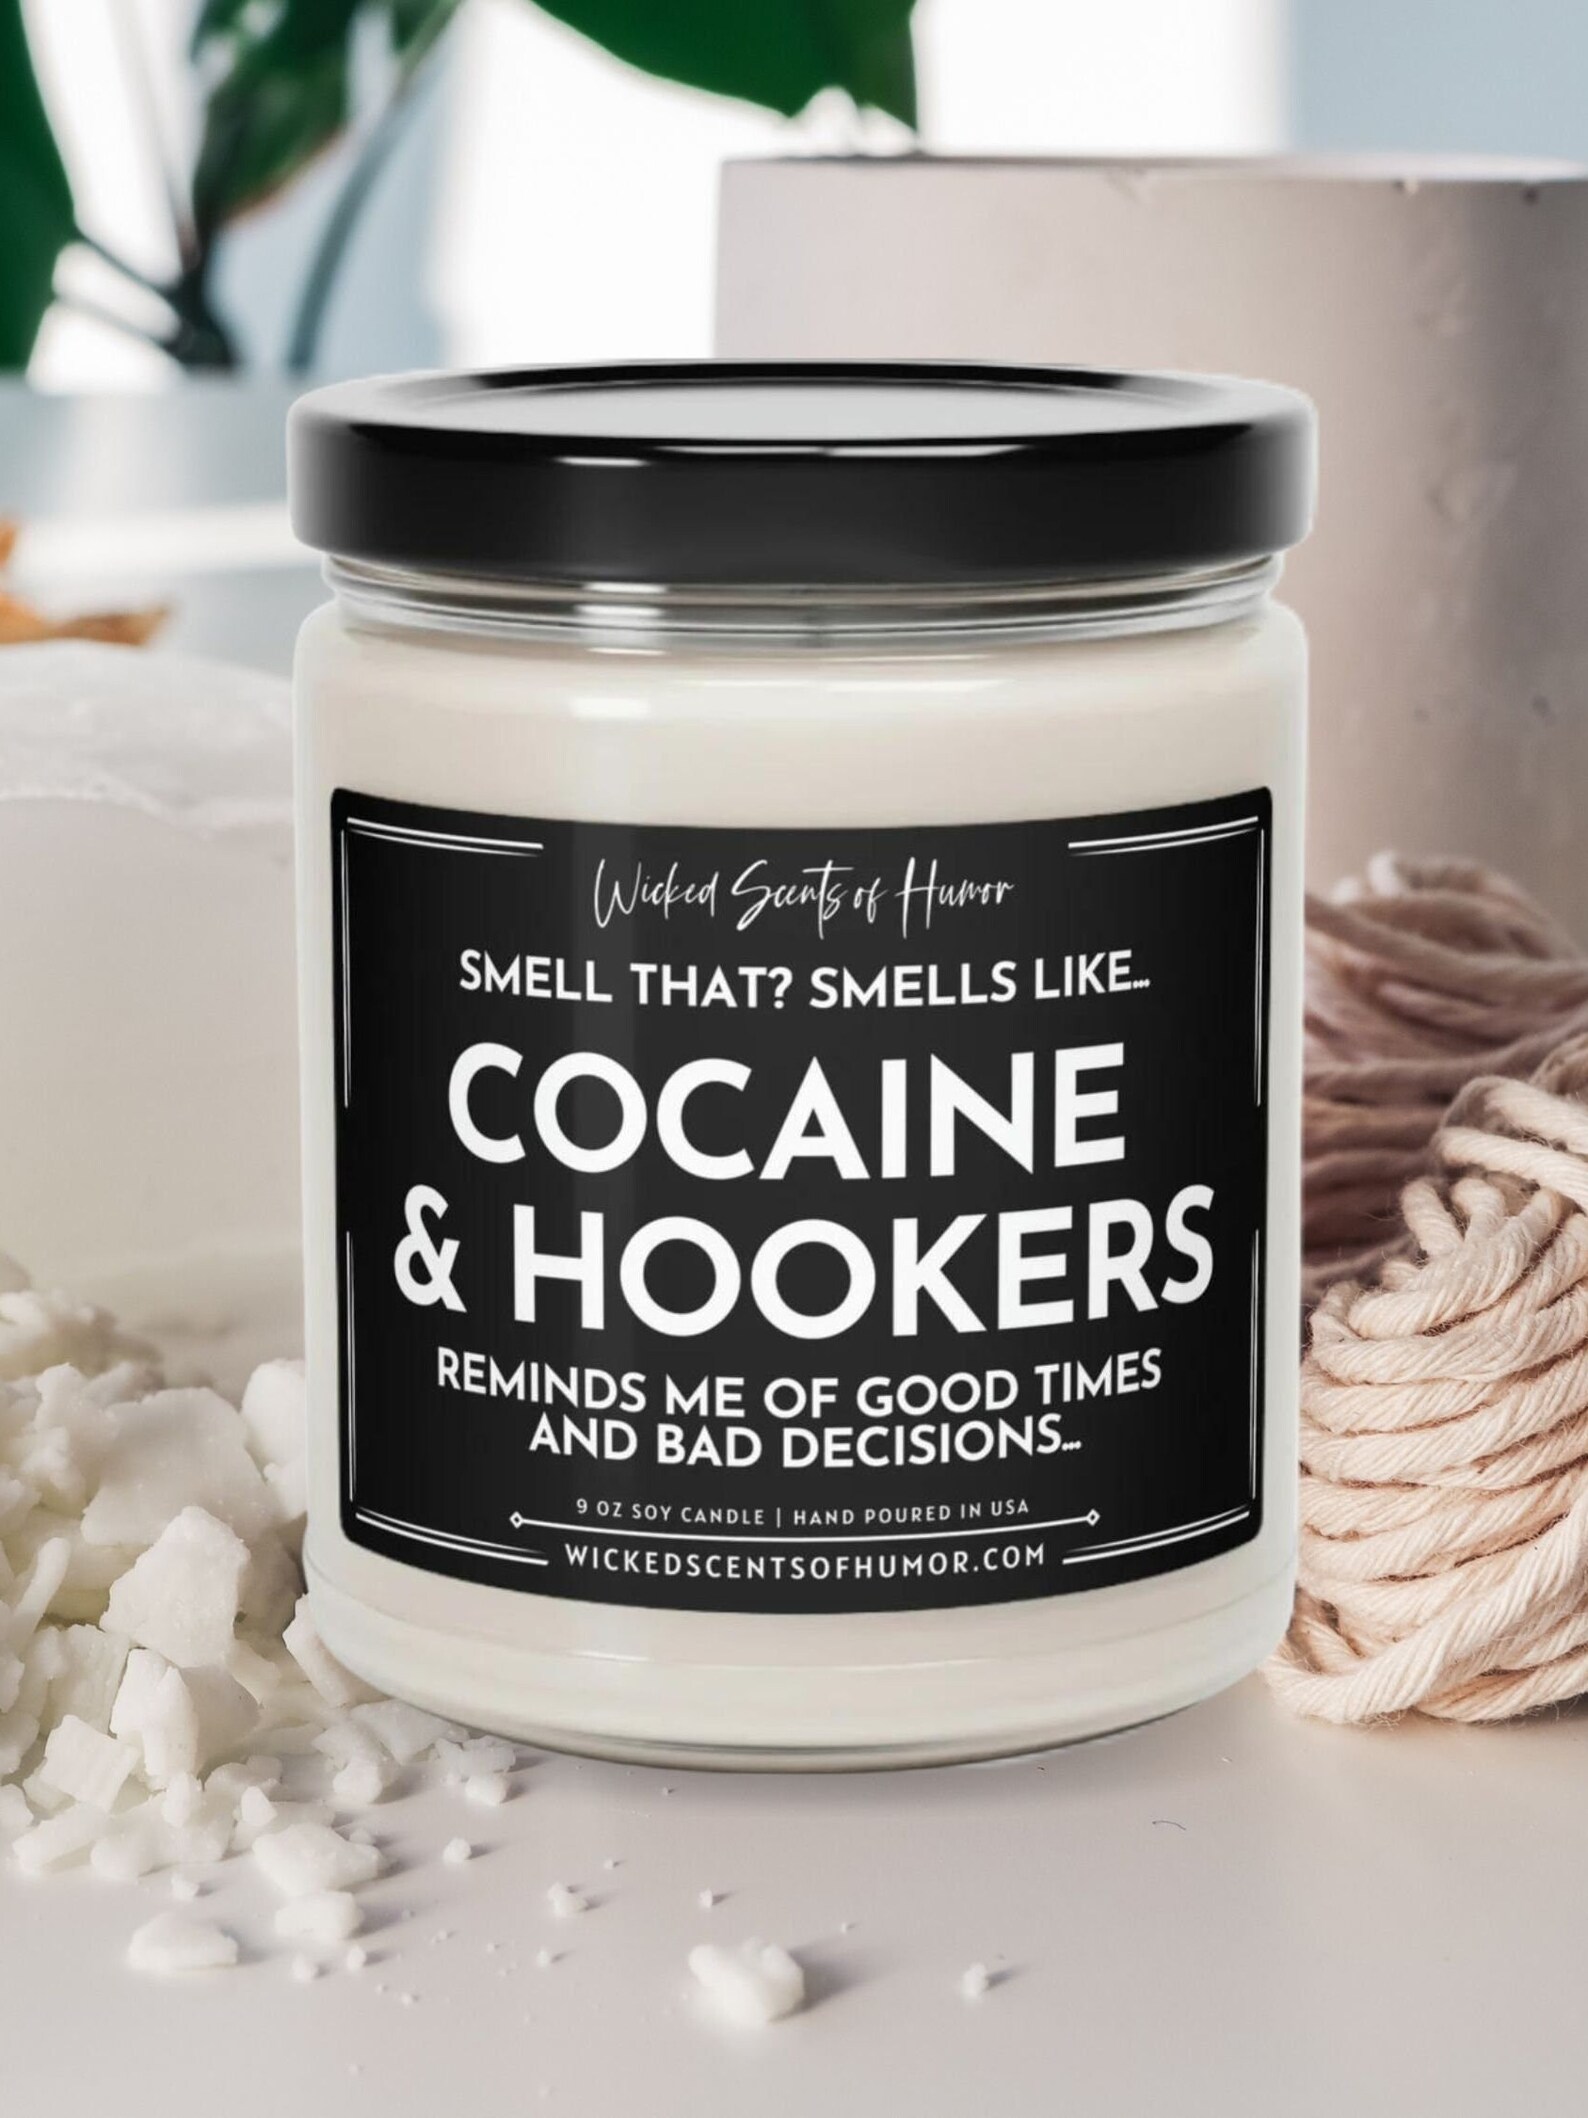 Wicked Scents of Humor
SMELL THAT? SMELLS LIKE...
COCAINE
& HOOKERS
REMINDS ME OF GOOD TIMES
AND BAD DECISIONS...
9 OZ SOY CANDLE | HAND POURED IN USA
WICKEDSCENTSOFHUMOR.COM